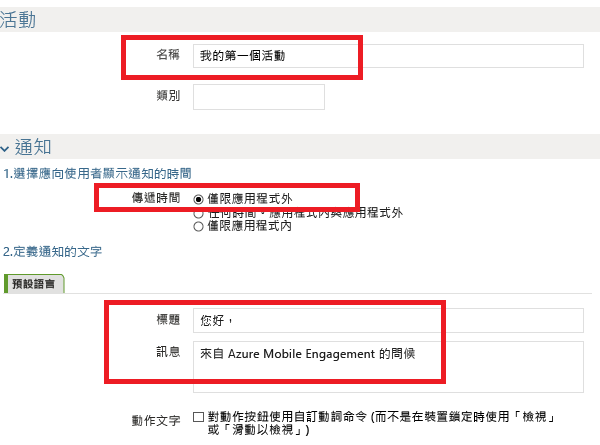 活動
名稱 我的第一個活動
類別
通知
1.選擇應向使用者顯示通知的時間
傳遞時間 僅限應用程式外
任何時間。應用程式內與應用程式外
僅限應用程式內
2.定義通知的文字
預設語言
標題 您好，
訊息 來自 Azure Mobile Engagement 的問候
動作文字 對動作按鈕使用自訂動詞命令 (而不是在裝置鎖定時使用「檢視」
或「滑動以檢視」)